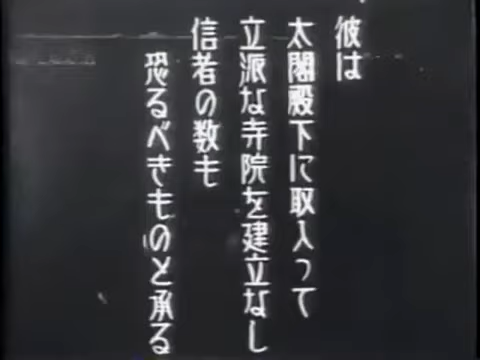 彼は
太閤殿下に取入って
立派な寺院を建立なし
信者の数も
恐るべきものと承る